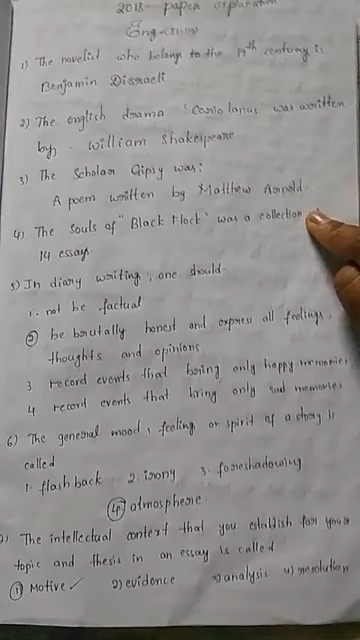 2018 - paper explanation
English
1) The novelist who belong to the 19th century is
Benjamin Disraeli
2) The english drama 'Coriolanus' was written
by - William Shakespeare
3) The Scholar Gipsy was:
A poem written by Matthew Arnold.
4) The Souls of "Black Flock" was a collection
14 essay.
5) In diary writing, one should.
1. not be factual
② be brutally honest and express all feelings,
thoughts and opinions
3 record events that bring only happy memories
4 record events that bring only sad memories
6) The general mood, feeling or spirit of a story is
called
1. flash back 2. irony 3. foreshadowing
④ atmosphere.
The intellectual context that you establish for your
topic and thesis in an essay is called
① Motive ✓ 2) evidence 3) analysis 4) resolution